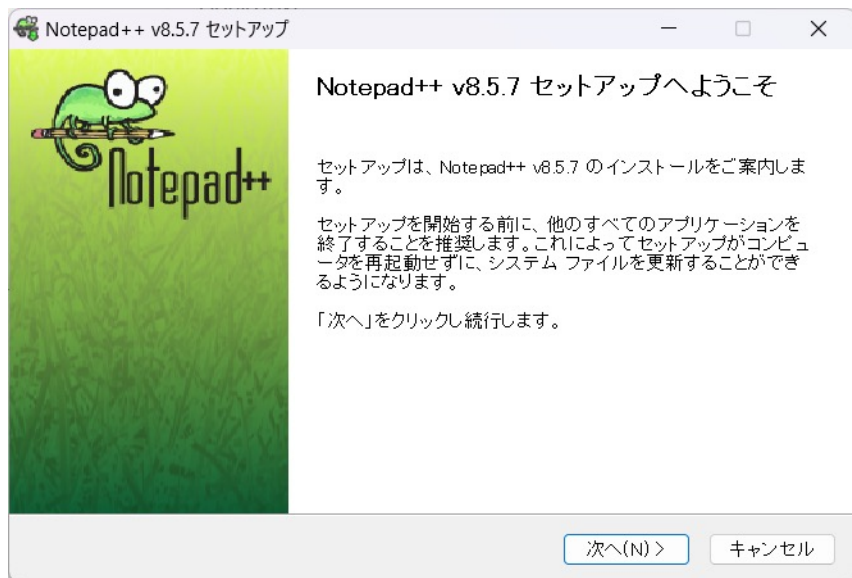 Notepad++ v8.5.7 セットアップ
Notepad++
Notepad++ v8.5.7 セットアップへようこそ
セットアップは、Notepad++ v8.5.7 のインストールをご案内しま
す。
セットアップを開始する前に、他のすべてのアプリケーションを
終了することを推奨します。これによってセットアップがコンピュ
ータを再起動せずに、システム ファイルを更新することができ
るようになります。
「次へ」をクリックし続行します。
次へ(N) >
キャンセル